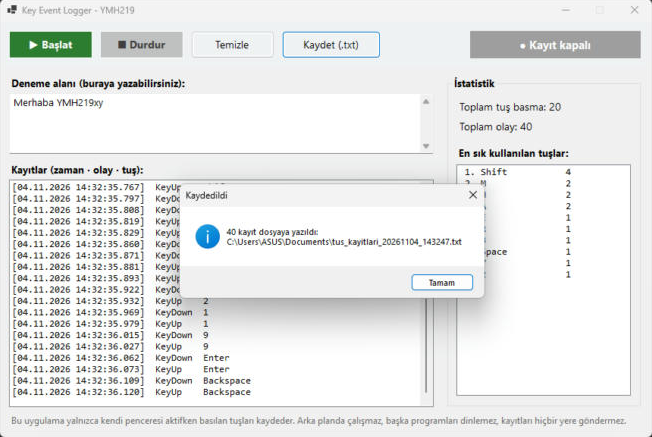 Key Event Logger - YMH219
▶ Başlat
■ Durdur
Temizle
Kaydet (.txt)
● Kayıt kapalı
Deneme alanı (buraya yazabilirsiniz):
Merhaba YMH219xy
İstatistik
Toplam tuş basma: 20
Toplam olay: 40
En sık kullanılan tuşlar:
1. Shift 4
2. M 2
2
2
1
1
1
Space 1
1
1
Kayıtlar (zaman · olay · tuş):
[04.11.2026 14:32:35.767] KeyUp
[04.11.2026 14:32:35.797] KeyDo
[04.11.2026 14:32:35.808] KeyUp
[04.11.2026 14:32:35.819] KeyUp
[04.11.2026 14:32:35.829] KeyUp
[04.11.2026 14:32:35.860] KeyDo
[04.11.2026 14:32:35.871] KeyDo
[04.11.2026 14:32:35.881] KeyUp
[04.11.2026 14:32:35.893] KeyUp
[04.11.2026 14:32:35.922] KeyDo
[04.11.2026 14:32:35.932] KeyUp 2
[04.11.2026 14:32:35.969] KeyDown 1
[04.11.2026 14:32:35.979] KeyUp 1
[04.11.2026 14:32:36.015] KeyDown 9
[04.11.2026 14:32:36.027] KeyUp 9
[04.11.2026 14:32:36.062] KeyDown Enter
[04.11.2026 14:32:36.073] KeyUp Enter
[04.11.2026 14:32:36.109] KeyDown Backspace
[04.11.2026 14:32:36.120] KeyUp Backspace
Kaydedildi
40 kayıt dosyaya yazıldı:
C:\Users\ASUS\Documents\tus_kayitlari_20261104_143247.txt
Tamam
Bu uygulama yalnızca kendi penceresi aktifken basılan tuşları kaydeder. Arka planda çalışmaz, başka programları dinlemez, kayıtları hiçbir yere göndermez.